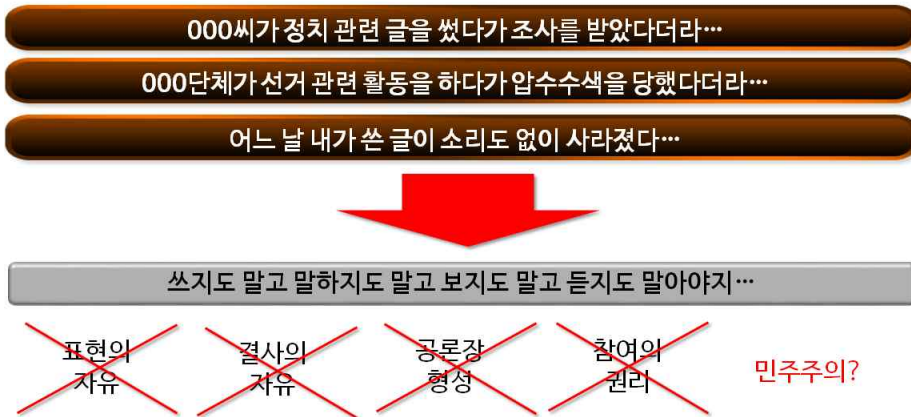 000씨가 정치 관련 글을 썼다가 조사를 받았다더라…
000단체가 선거 관련 활동을 하다가 압수수색을 당했다더라…
어느 날 내가 쓴 글이 소리도 없이 사라졌다…
쓰지도 말고 말하지도 말고 보지도 말고 듣지도 말아야지…
표현의
자유
결사의
자유
공론장
형성
참여의
권리
민주주의?